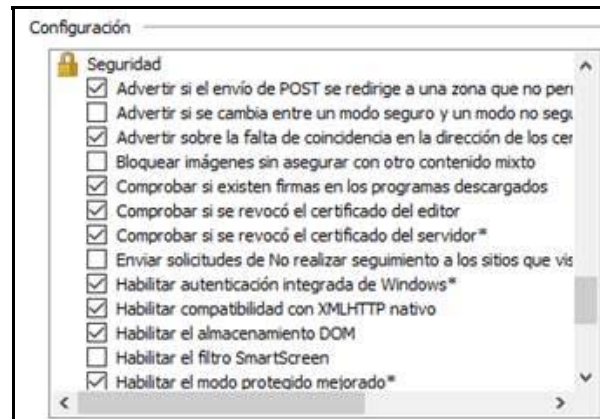 Configuración
Seguridad
Advertir si el envío de POST se redirige a una zona que no
Advertir si se cambia entre un modo seguro y un modo no
Advertir sobre la falta de coincidencia en la dirección de los
Bloquear imágenes sin asegurar con otro contenido mixto
Comprobar si existen firmas en los programas descargados
Comprobar si se revocó el certificado del editor
Comprobar si se revocó el certificado del servidor*
Enviar solicitudes de No realizar seguimiento a los sitios que
Habilitar autenticación integrada de Windows*
Habilitar compatibilidad con XMLHTTP nativo
Habilitar el almacenamiento DOM
Habilitar el filtro SmartScreen
Habilitar el modo protegido mejorado*